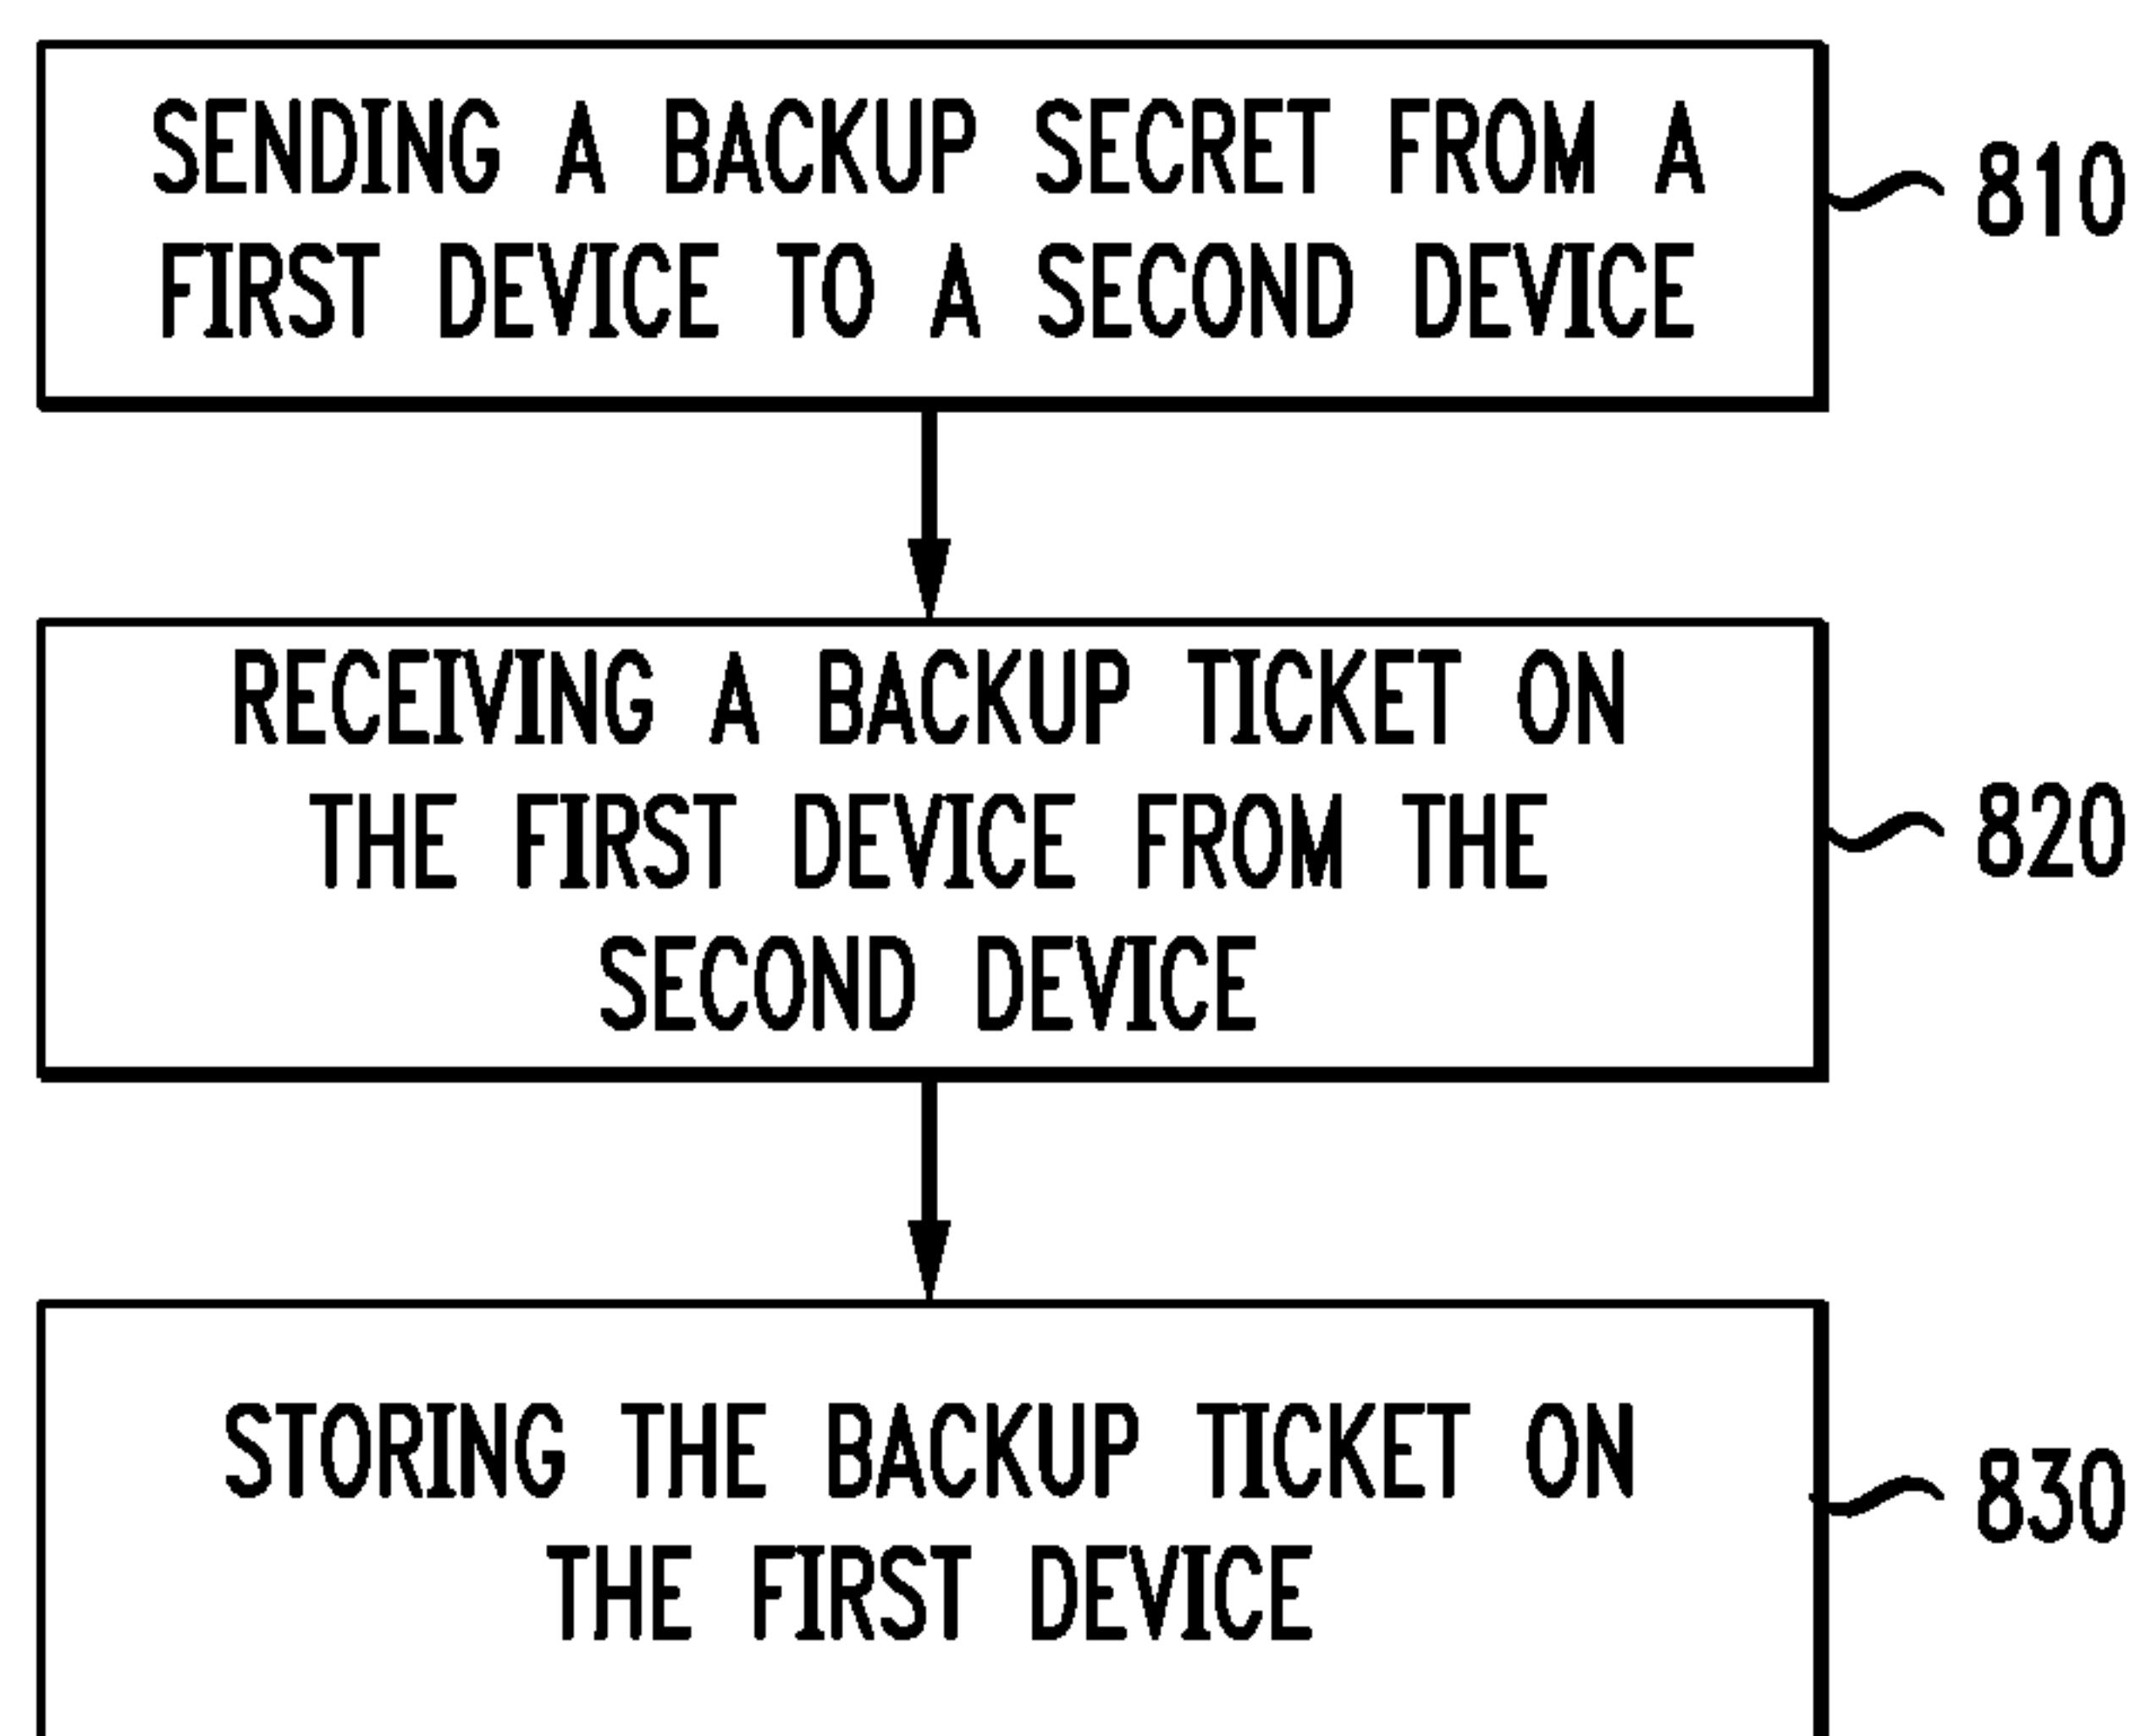 SENDING A BACKUP SECRET FROM A
FIRST DEVICE TO A SECOND DEVICE
810
RECEIVING A BACKUP TICKET ON
THE FIRST DEVICE FROM THE
SECOND DEVICE
820
STORING THE BACKUP TICKET ON
THE FIRST DEVICE
830